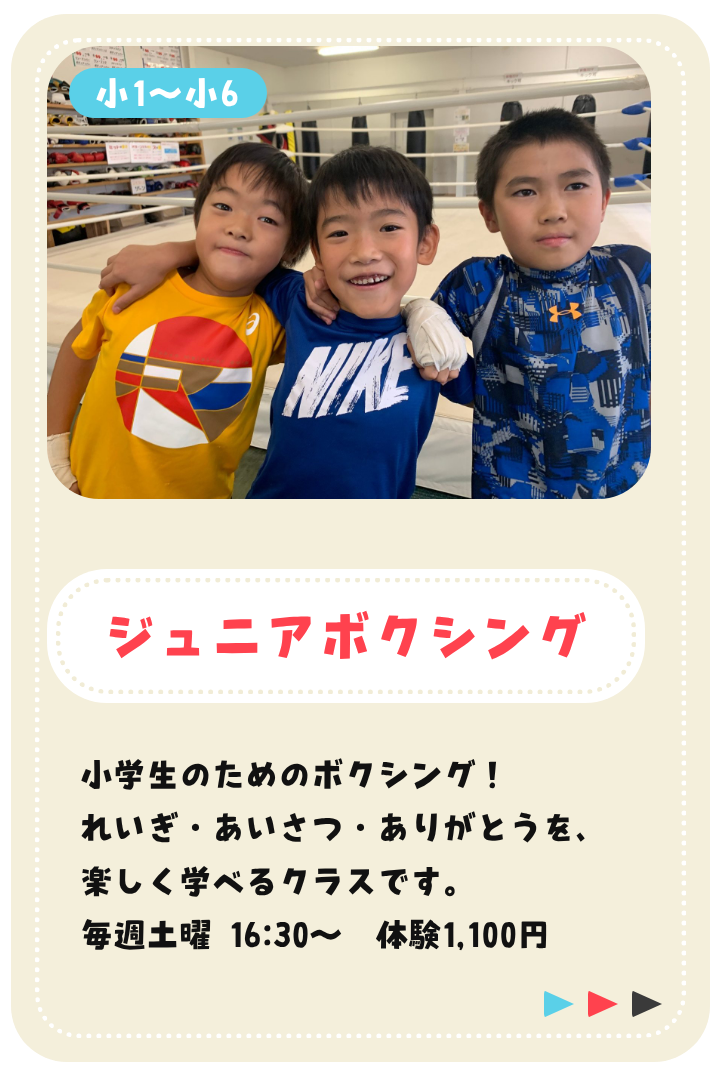 小1〜小6
NIKE
ジュニアボクシング
小学生のためのボクシング！
れいぎ・あいさつ・ありがとうを、
楽しく学べるクラスです。
毎週土曜 16:30〜　体験1,100円